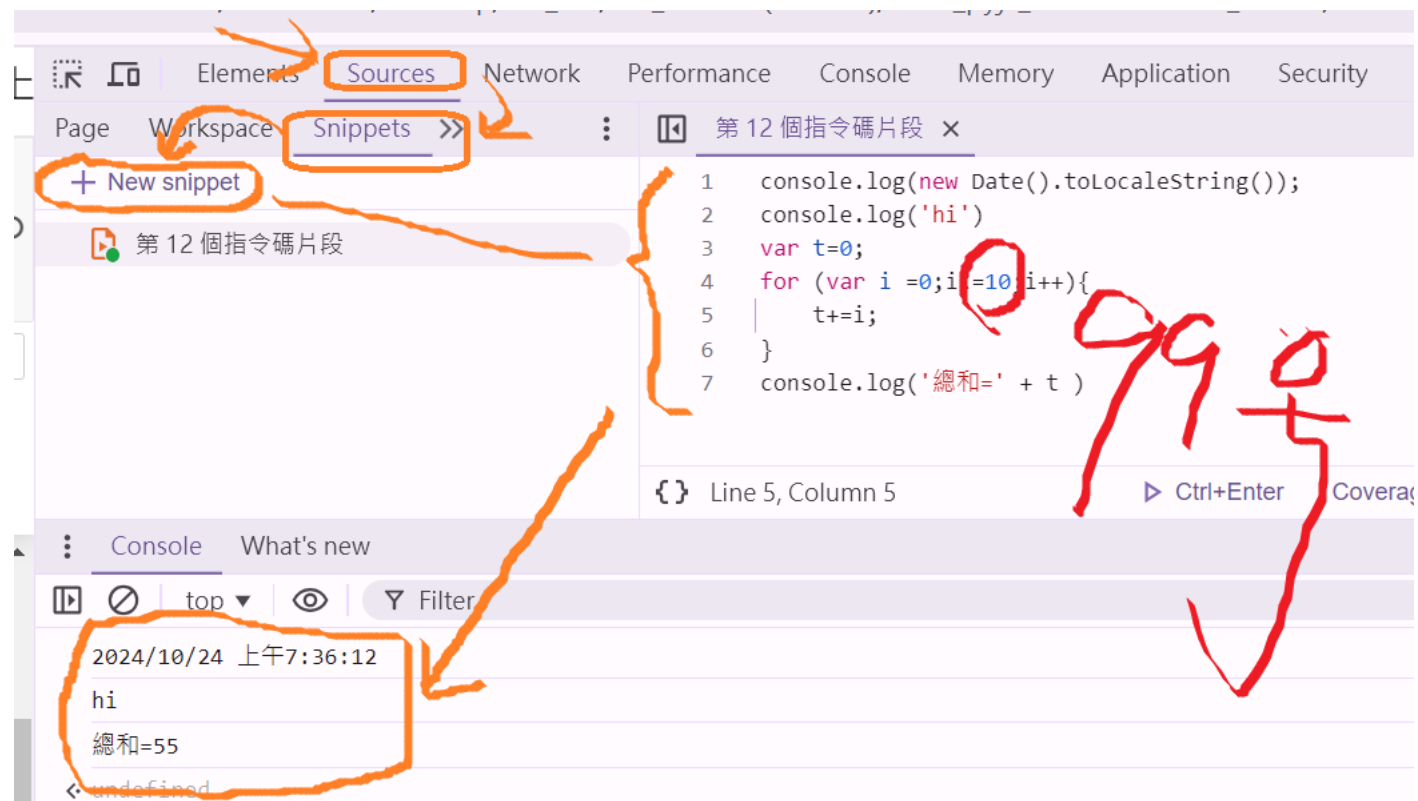 Elements Sources Network Performance Console Memory Application Security
Page Workspace Snippets
第 12 個指令碼片段
+ New snippet
第 12 個指令碼片段
1 console.log(new Date().toLocaleString());
2 console.log('hi')
3 var t=0;
4 for (var i =0;i =10 i++){
5 t+=i;
6 }
7 console.log('總和=' + t )
99号
{} Line 5, Column 5
Ctrl+Enter
Console What's new
top
Filter
2024/10/24 上午7:36:12
hi
總和=55
undefined